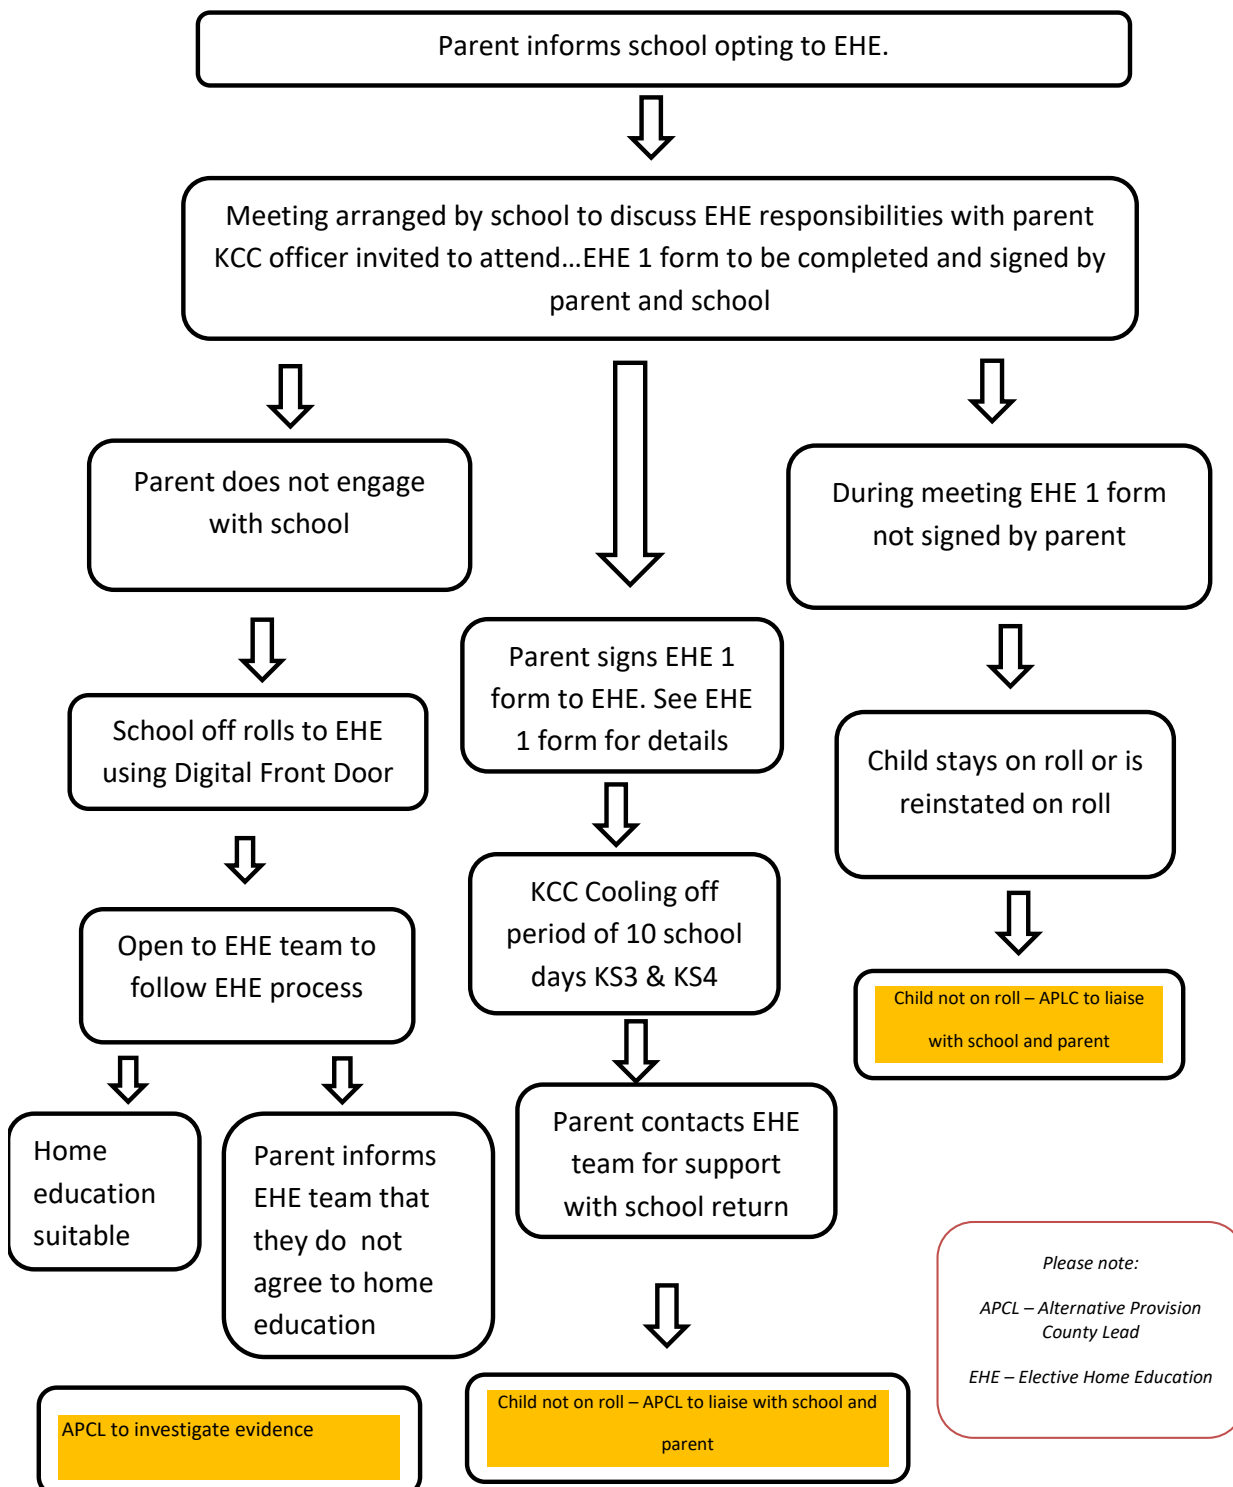 Parent informs school opting to EHE.
Meeting arranged by school to discuss EHE responsibilities with parent
KCC officer invited to attend…EHE 1 form to be completed and signed by
parent and school
Parent does not engage
with school
School off rolls to EHE
using Digital Front Door
Open to EHE team to
follow EHE process
Home
education
suitable
Parent informs
EHE team that
they do  not
agree to home
education
APCL to investigate evidence
Parent signs EHE 1
form to EHE. See EHE
1 form for details
KCC Cooling off
period of 10 school
days KS3 & KS4
Parent contacts EHE
team for support
with school return
Child not on roll – APCL to liaise with school and
parent
During meeting EHE 1 form
not signed by parent
Child stays on roll or is
reinstated on roll
Child not on roll – APLC to liaise
with school and parent
Please note:
APCL – Alternative Provision
County Lead
EHE – Elective Home Education